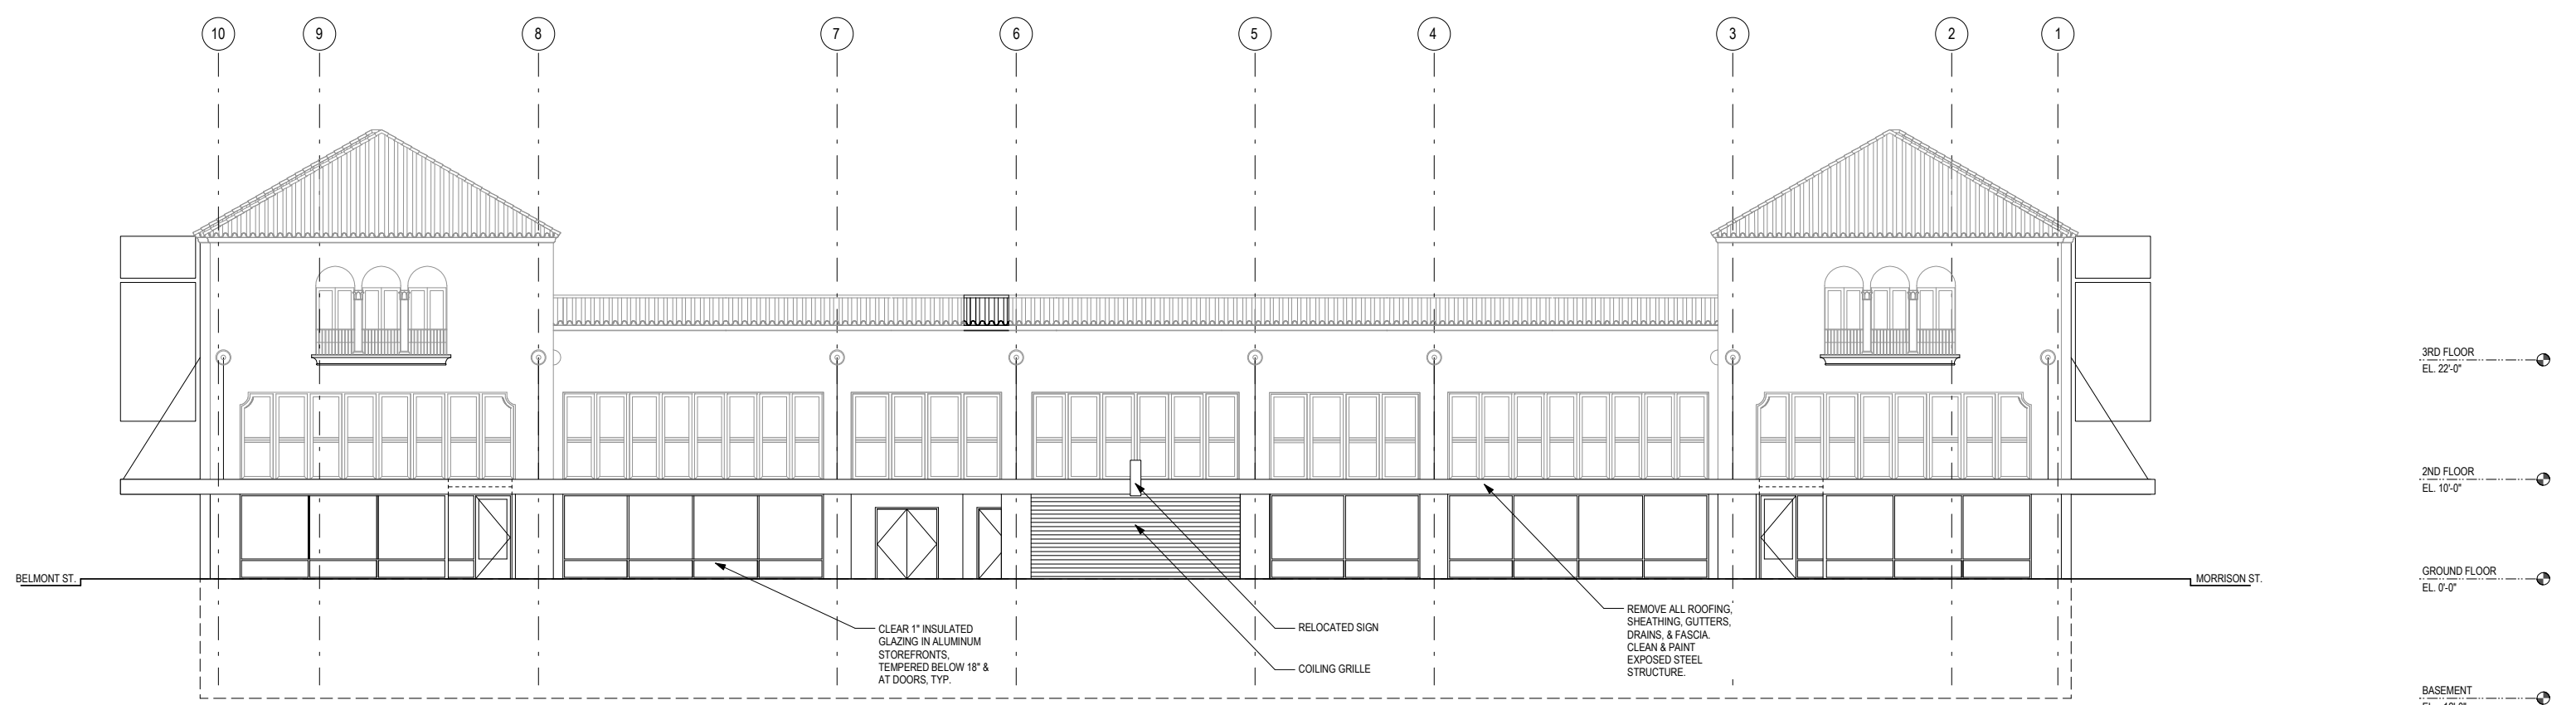 10
9
8
7
6
5
4
3
2
1
3RD FLOOR
EL. 22'-0"
2ND FLOOR
EL. 10'-0"
BELMONT ST.
MORRISON ST.
GROUND FLOOR
EL. 0'-0"
CLEAR 1" INSULATED
GLAZING IN ALUMINUM
STOREFRONTS,
TEMPERED BELOW 18" &
AT DOORS, TYP.
RELOCATED SIGN
COILING GRILLE
REMOVE ALL ROOFING,
SHEATHING, GUTTERS,
DRAINS, & FASCIA.
CLEAN & PAINT
EXPOSED STEEL
STRUCTURE.
BASEMENT